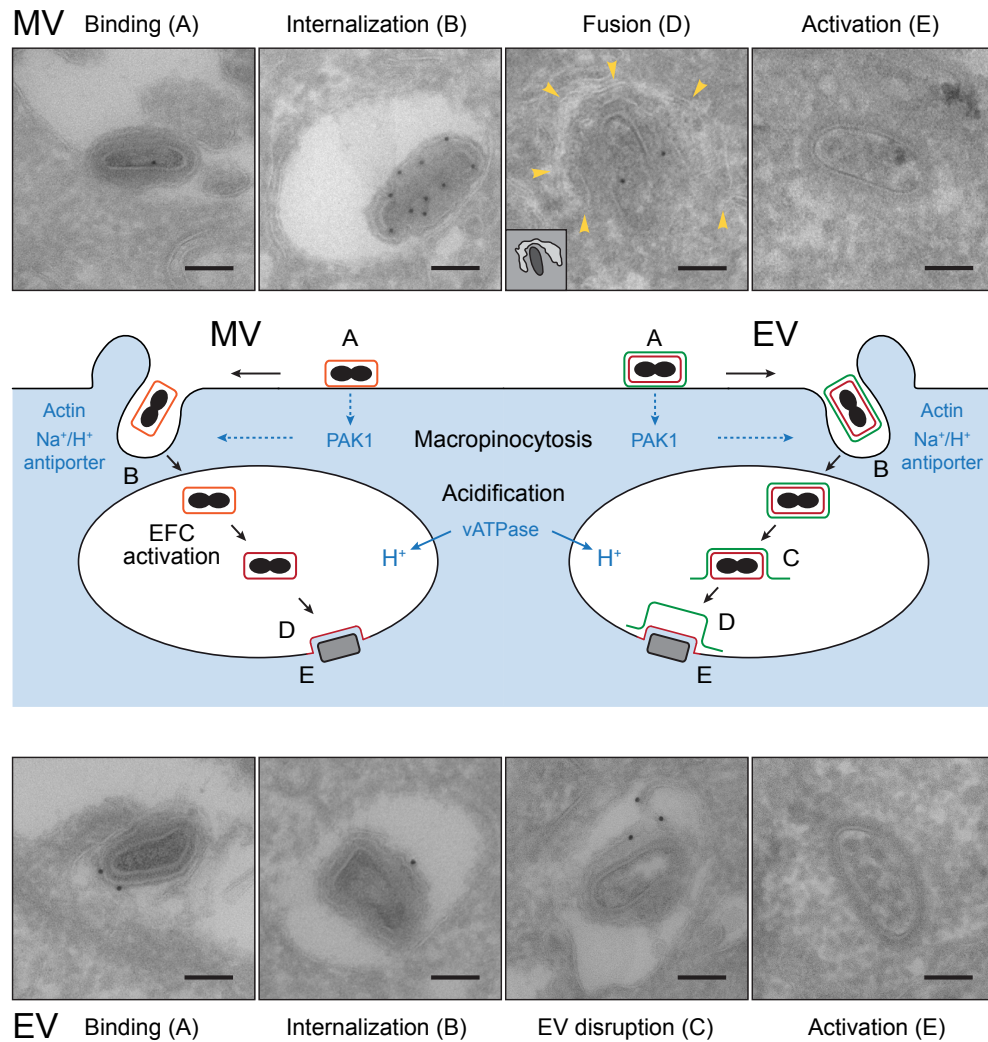 MV Binding (A) Internalization (B) Fusion (D) Activation (E)
MV EV
A A
Actin
Na⁺/H⁺
antiporter
PAK1 Macropinocytosis PAK1
Actin
Na⁺/H⁺
antiporter
B B
Acidification
EFC
activation
vATPase
H⁺ H⁺
C
D D
E E
EV Binding (A) Internalization (B) EV disruption (C) Activation (E)